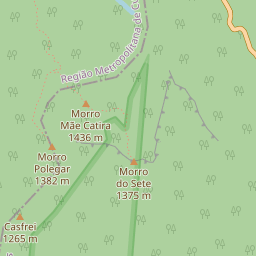 Região Metropolitana de C
Morro
Mãe Catira
1436 m
Morro
Polegar
1382 m
Morro
do Sete
1375 m
Casfrei
1265 m